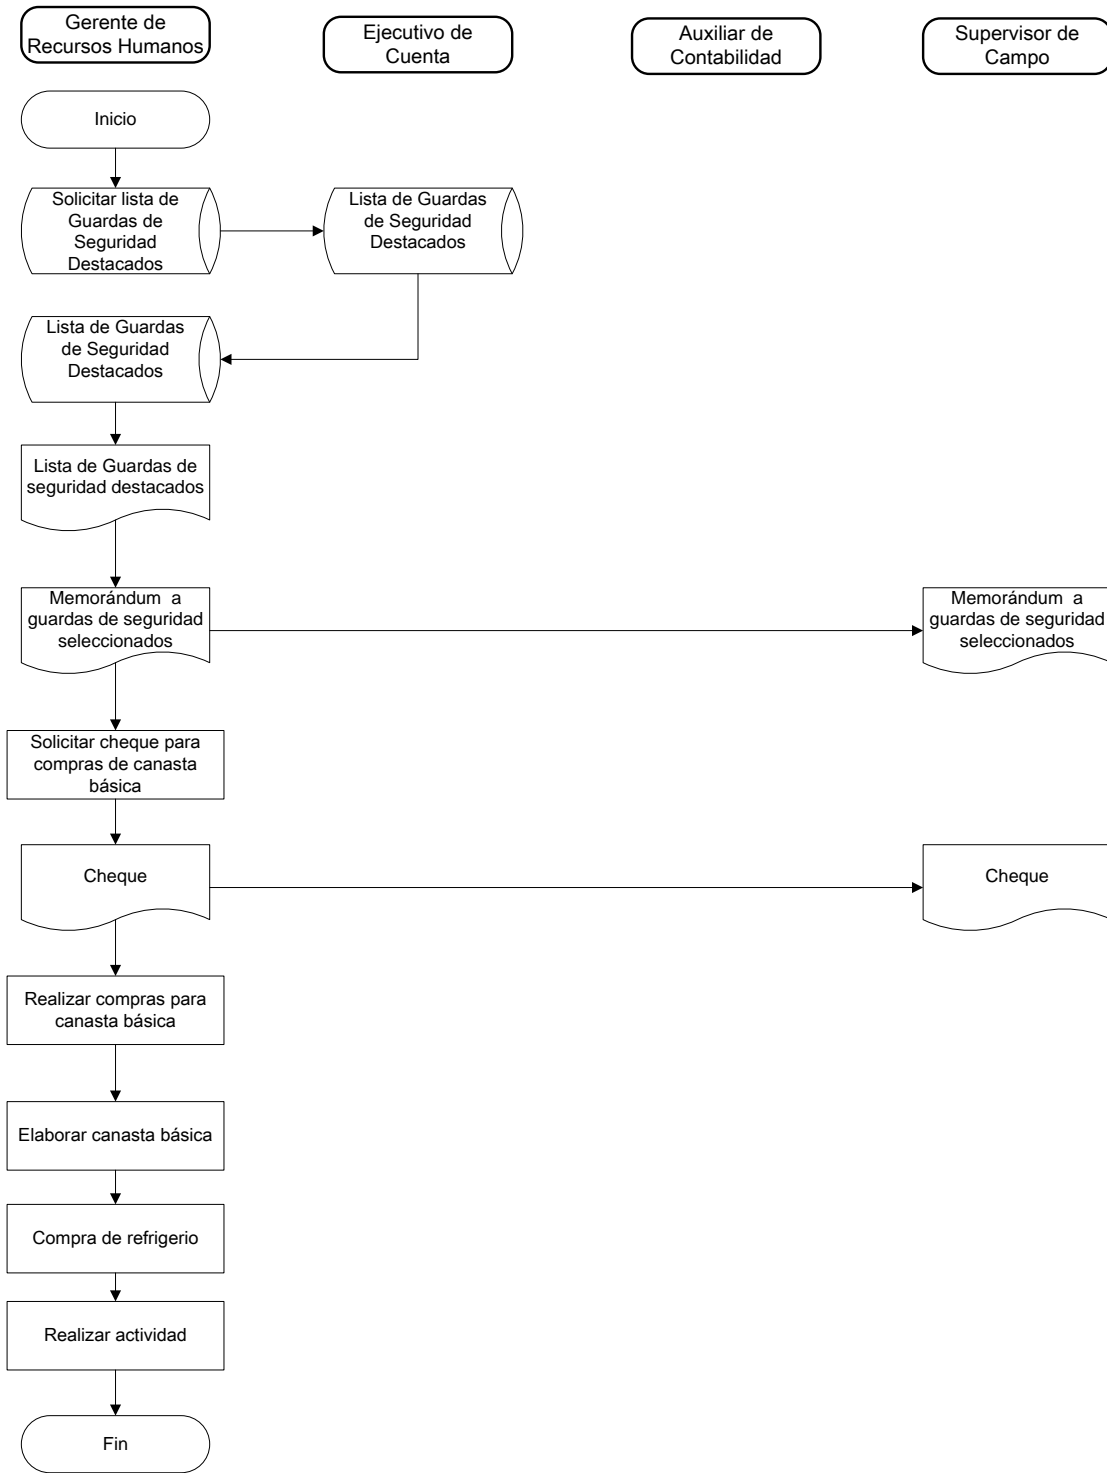 Gerente de
Recursos Humanos
Ejecutivo de
Cuenta
Auxiliar de
Contabilidad
Supervisor de
Campo
Inicio
Solicitar lista de
Guardas de
Seguridad
Destacados
Lista de Guardas
de Seguridad
Destacados
Lista de Guardas
de Seguridad
Destacados
Lista de Guardas de
seguridad destacados
Memorándum a
guardas de seguridad
seleccionados
Memorándum a
guardas de seguridad
seleccionados
Solicitar cheque para
compras de canasta
básica
Cheque
Cheque
Realizar compras para
canasta básica
Elaborar canasta básica
Compra de refrigerio
Realizar actividad
Fin